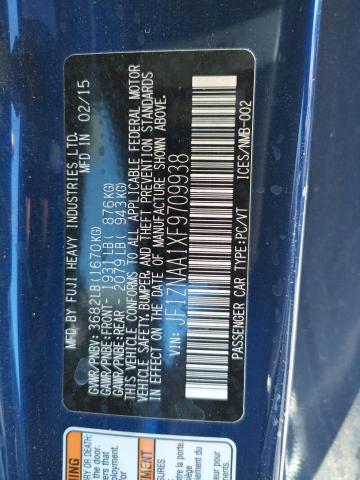 MFD BY FUJI HEAVY INDUSTRIES LTD.
MFD IN 02/15
GVWR/PNBV: 3682LB(1670KG)
GAWR/PNBE:FRONT- 1931LB( 876KG)
GAWR/PNBE:REAR - 2079LB( 943KG)
THIS VEHICLE CONFORMS TO ALL APPLICABLE FEDERAL MOTOR
VEHICLE SAFETY,BUMPER,AND THEFT PREVENTION STANDARDS
IN EFFECT ON THE DATE OF MANUFACTURE SHOWN ABOVE.
VIN: JF1ZNAA1XF9709938
PASSENGER CAR TYPE:PC/VT ICES/NMB-002